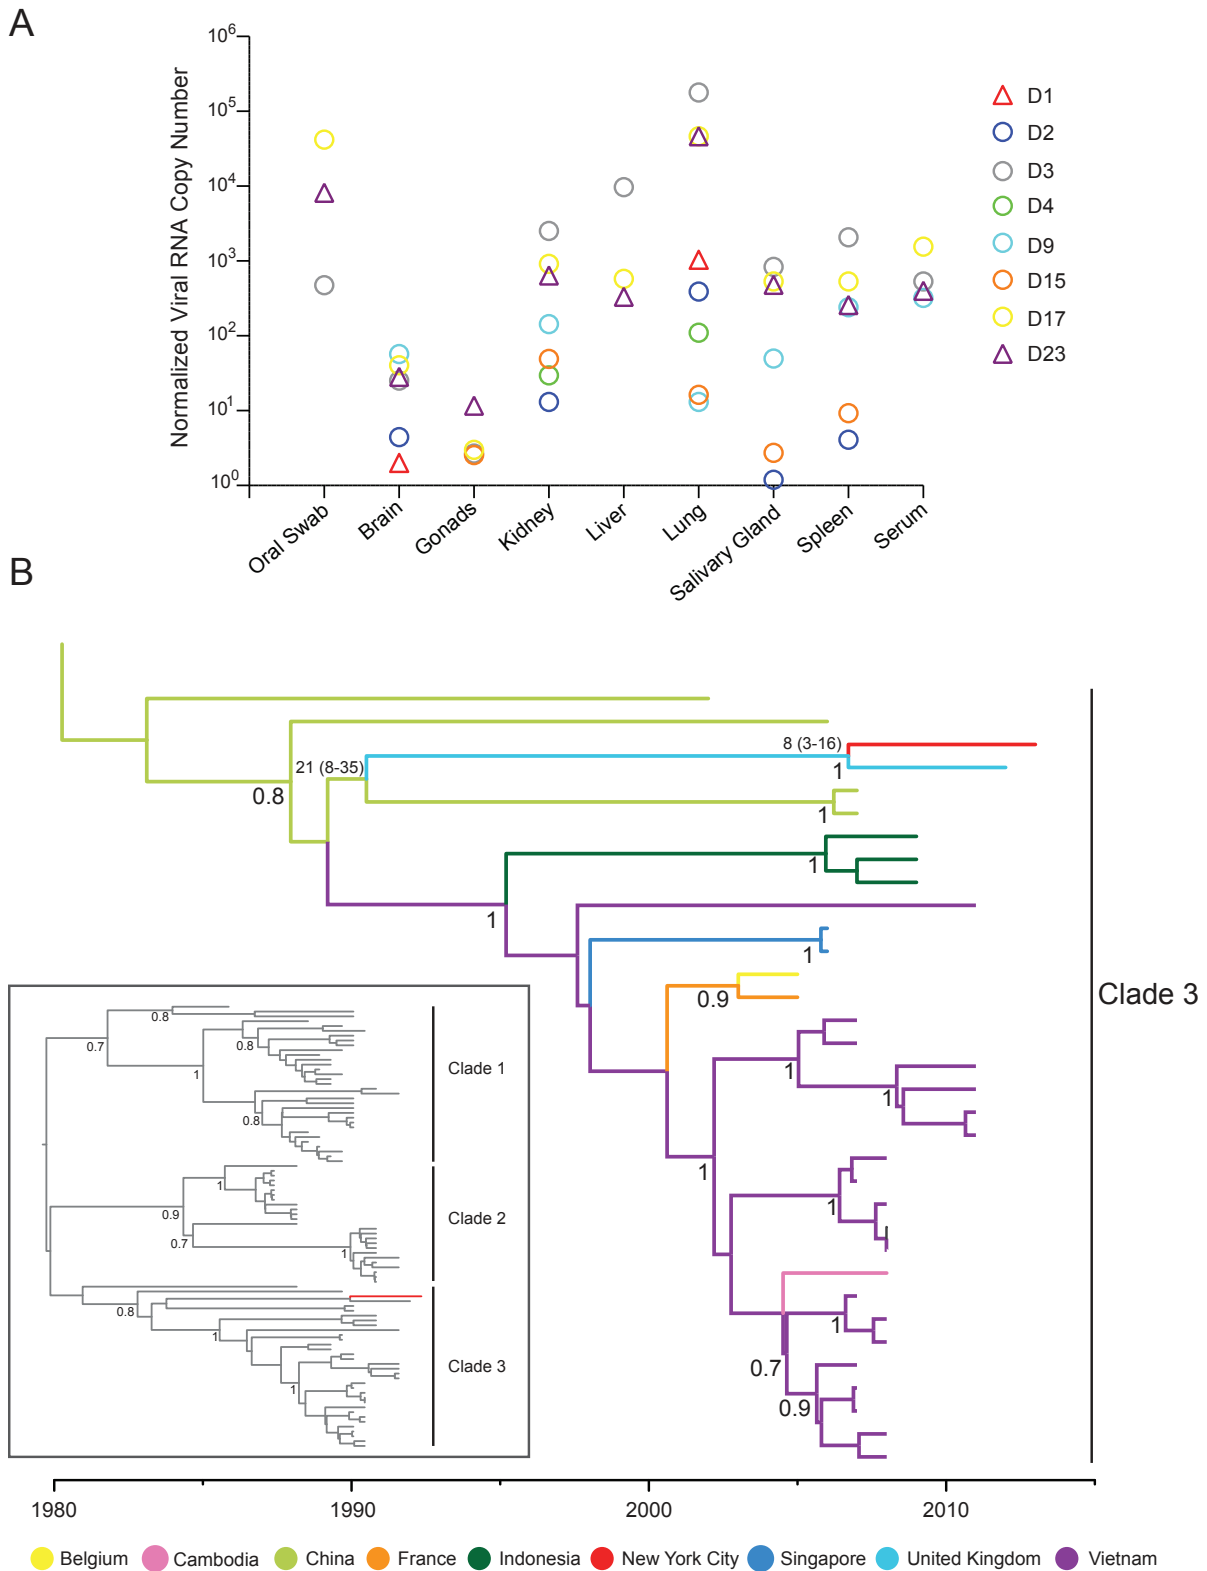 A
Normalized Viral RNA Copy Number
10^6
10^5
10^4
10^3
10^2
10^1
10^0
Oral Swab
Brain
Gonads
Kidney
Liver
Lung
Salivary Gland
Spleen
Serum
D1
D2
D3
D4
D9
D15
D17
D23
B
8 (3-16)
1
21 (8-35)
0.8
1
1
1
1
0.9
1
1
1
1
1
0.7
0.9
Clade 3
0.8
0.7
0.8
1
0.8
Clade 1
1
0.9
0.7
1
Clade 2
0.8
1
1
Clade 3
1980
1990
2000
2010
Belgium
Cambodia
China
France
Indonesia
New York City
Singapore
United Kingdom
Vietnam